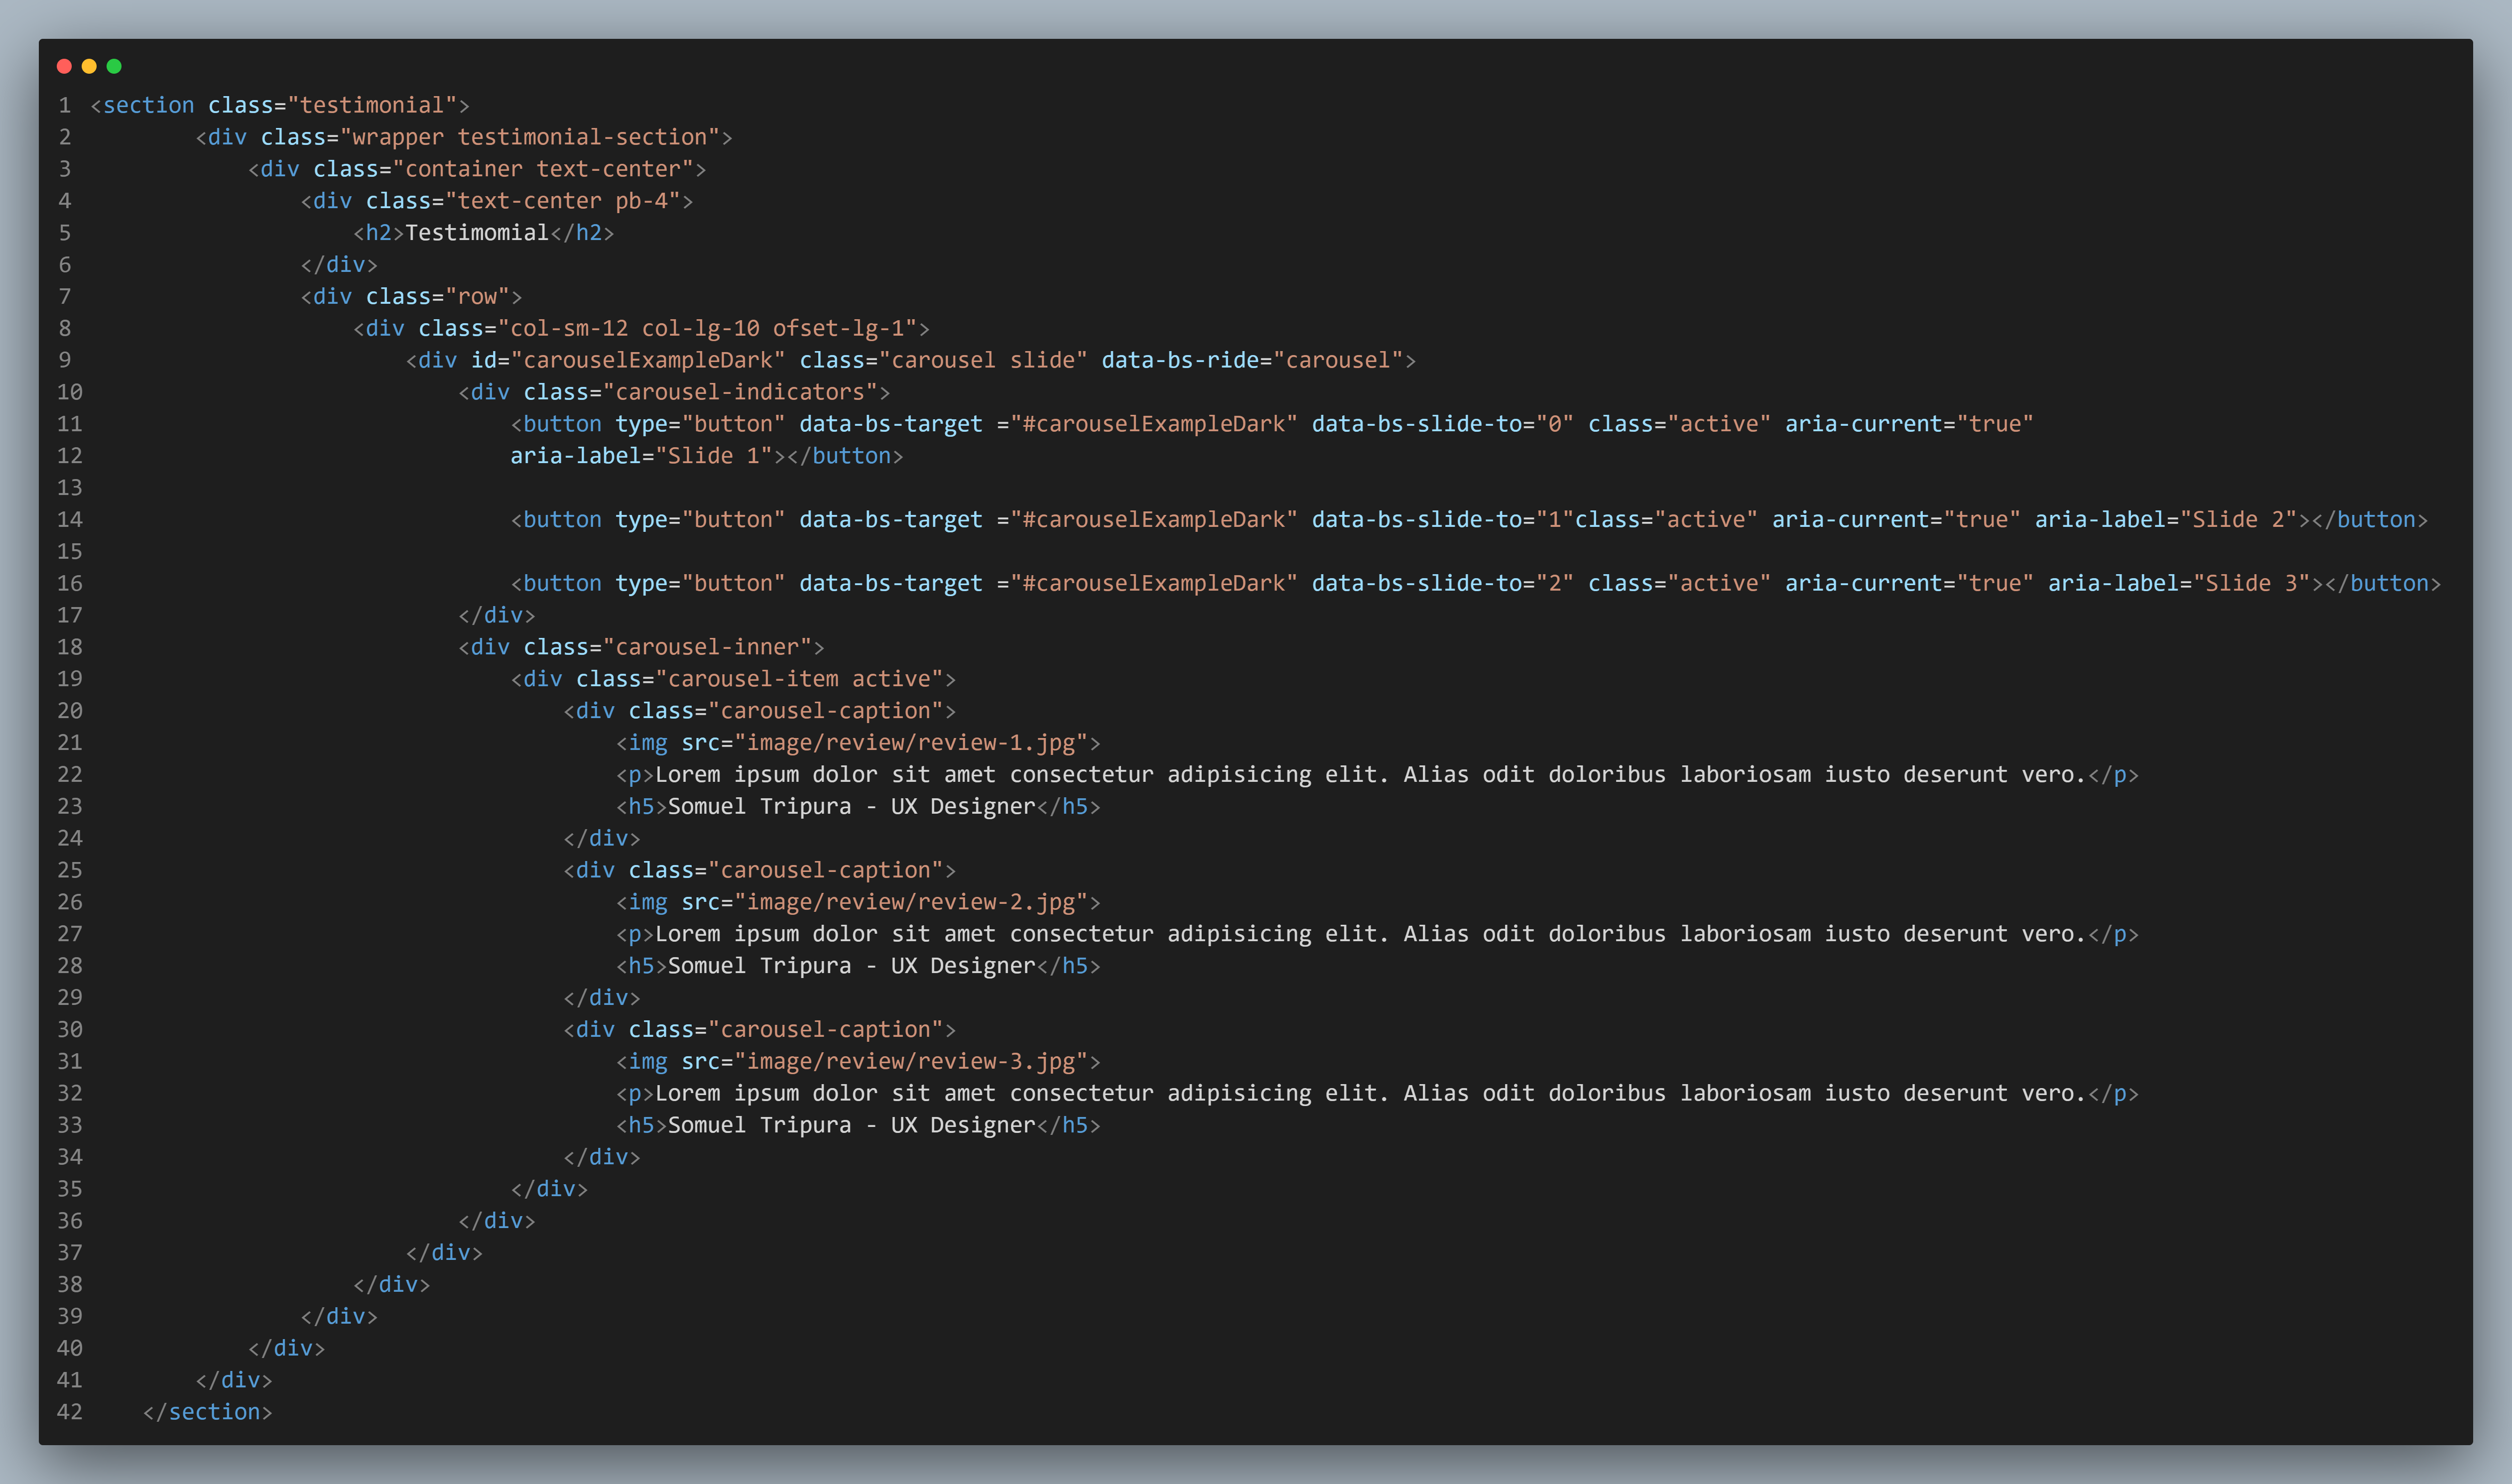 1 <section class="testimonial">
2         <div class="wrapper testimonial-section">
3             <div class="container text-center">
4                 <div class="text-center pb-4">
5                     <h2>Testimomial</h2>
6                 </div>
7                 <div class="row">
8                     <div class="col-sm-12 col-lg-10 ofset-lg-1">
9                         <div id="carouselExampleDark" class="carousel slide" data-bs-ride="carousel">
10                             <div class="carousel-indicators">
11                                 <button type="button" data-bs-target ="#carouselExampleDark" data-bs-slide-to="0" class="active" aria-current="true"
12                                 aria-label="Slide 1"></button>
13
14                                 <button type="button" data-bs-target ="#carouselExampleDark" data-bs-slide-to="1"class="active" aria-current="true" aria-label="Slide 2"></button>
15
16                                 <button type="button" data-bs-target ="#carouselExampleDark" data-bs-slide-to="2" class="active" aria-current="true" aria-label="Slide 3"></button>
17                             </div>
18                             <div class="carousel-inner">
19                                 <div class="carousel-item active">
20                                     <div class="carousel-caption">
21                                         <img src="image/review/review-1.jpg">
22                                         <p>Lorem ipsum dolor sit amet consectetur adipisicing elit. Alias odit doloribus laboriosam iusto deserunt vero.</p>
23                                         <h5>Somuel Tripura - UX Designer</h5>
24                                     </div>
25                                     <div class="carousel-caption">
26                                         <img src="image/review/review-2.jpg">
27                                         <p>Lorem ipsum dolor sit amet consectetur adipisicing elit. Alias odit doloribus laboriosam iusto deserunt vero.</p>
28                                         <h5>Somuel Tripura - UX Designer</h5>
29                                     </div>
30                                     <div class="carousel-caption">
31                                         <img src="image/review/review-3.jpg">
32                                         <p>Lorem ipsum dolor sit amet consectetur adipisicing elit. Alias odit doloribus laboriosam iusto deserunt vero.</p>
33                                         <h5>Somuel Tripura - UX Designer</h5>
34                                     </div>
35                                 </div>
36                             </div>
37                         </div>
38                     </div>
39                 </div>
40             </div>
41         </div>
42     </section>